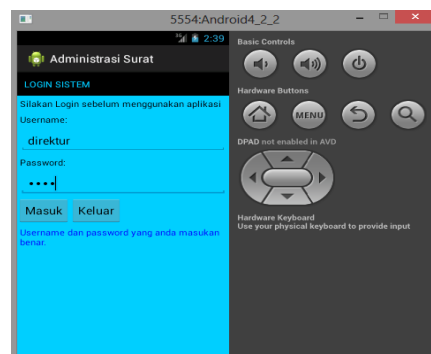 5554:Android4_2_2
3G 2:39
Administrasi Surat
LOGIN SISTEM
Silakan Login sebelum menggunakan aplikasi
Username:
direktur
Password:
••••
Masuk Keluar
Username dan password yang anda masukan
benar.
Basic Controls
Hardware Buttons
MENU
DPAD not enabled in AVD
Hardware Keyboard
Use your physical keyboard to provide input